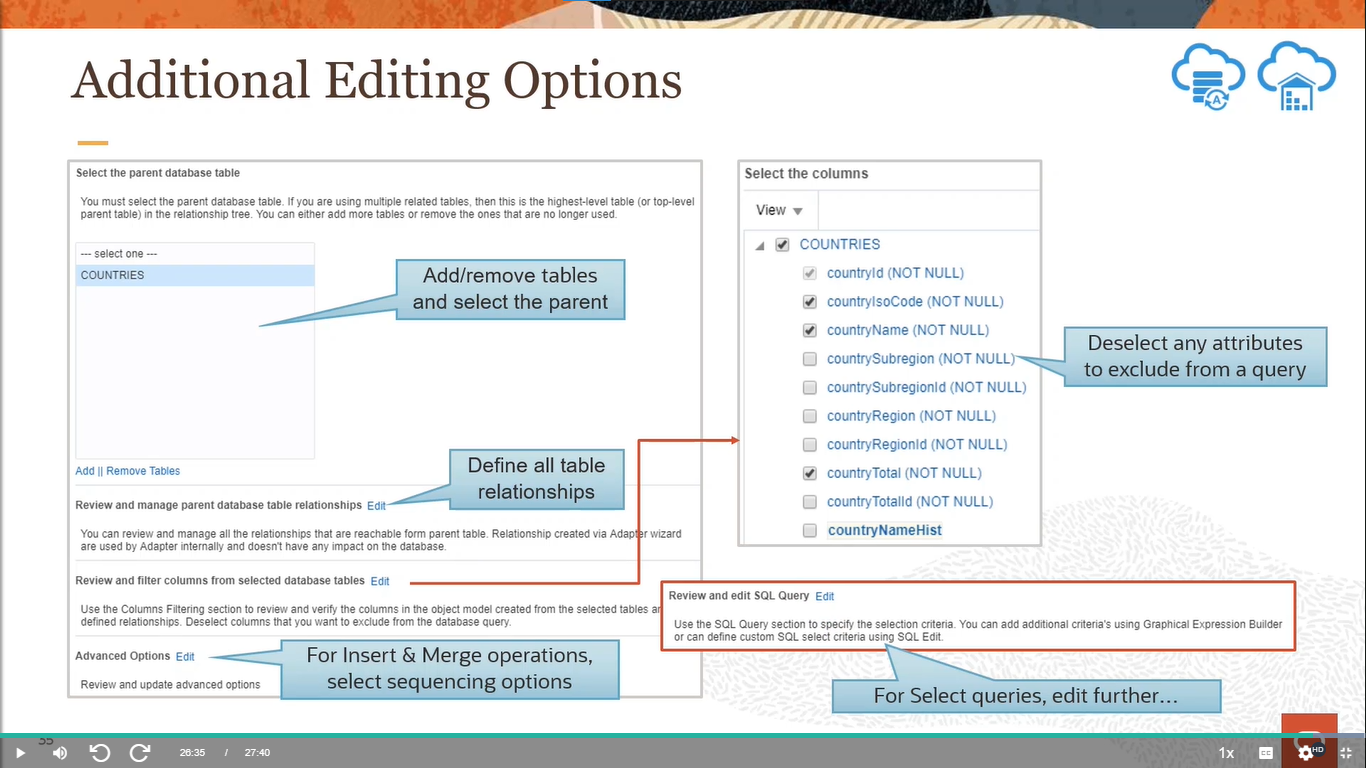 Additional Editing Options
Select the parent database table
You must select the parent database table. If you are using multiple related tables, then this is the highest-level table (or top-level
parent table) in the relationship tree. You can either add more tables or remove the ones that are no longer used.
--- select one ---
COUNTRIES
Add/remove tables
and select the parent
Add || Remove Tables
Define all table
relationships
Review and manage parent database table relationships Edit
You can review and manage all the relationships that are reachable form parent table. Relationship created via Adapter wizard
are used by Adapter internally and doesn't have any impact on the database.
Review and filter columns from selected database tables Edit
Use the Columns Filtering section to review and verify the columns in the object model created from the selected tables
defined relationships. Deselect columns that you want to exclude from the database query.
Advanced Options Edit
Review and update advanced options
For Insert & Merge operations,
select sequencing options
Select the columns
View
COUNTRIES
countryId (NOT NULL)
countryIsoCode (NOT NULL)
countryName (NOT NULL)
countrySubregion (NOT NULL)
countrySubregionId (NOT NULL)
countryRegion (NOT NULL)
countryRegionId (NOT NULL)
countryTotal (NOT NULL)
countryTotalId (NOT NULL)
countryNameHist
Deselect any attributes
to exclude from a query
Review and edit SQL Query Edit
Use the SQL Query section to specify the selection criteria. You can add additional criteria's using Graphical Expression Builder
or can define custom SQL select criteria using SQL Edit.
For Select queries, edit further...
A
26:35 / 27:40
1x
CC
HD